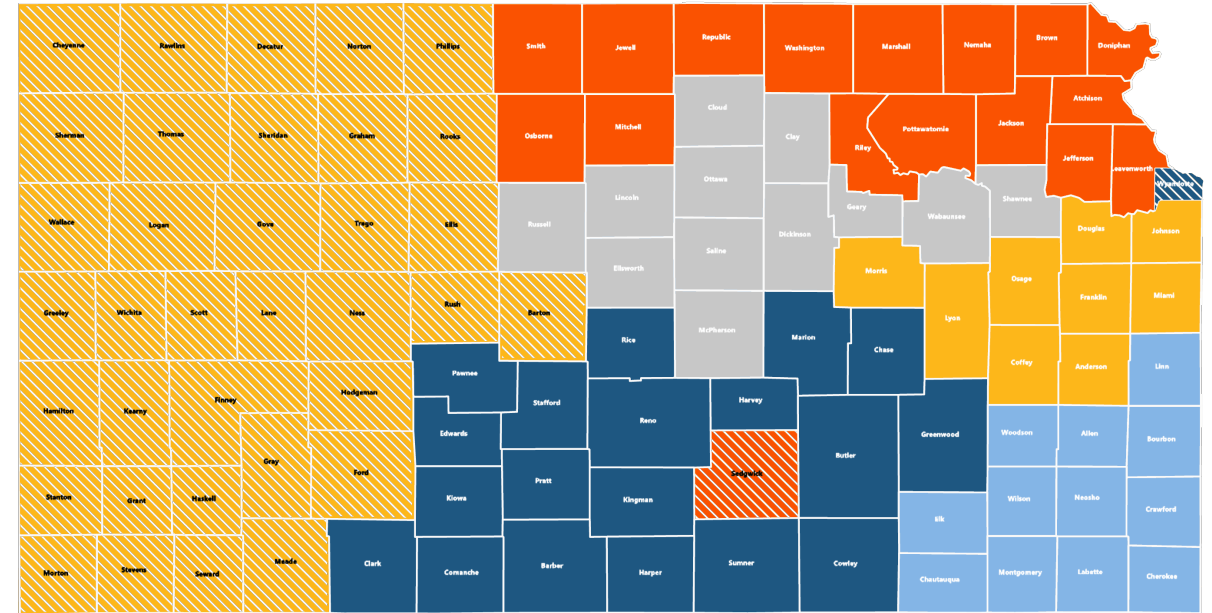 Cheyenne
Rawlins
Decatur
Norton
Phillips
Smith
Jewell
Republic
Washington
Marshall
Nemaha
Brown
Doniphan
Sherman
Thomas
Sheridan
Graham
Rooks
Osborne
Mitchell
Cloud
Clay
Riley
Pottawatomie
Jackson
Atchison
Jefferson
Leavenworth
Wyandotte
Wallace
Logan
Gove
Trego
Ellis
Russell
Lincoln
Ottawa
Saline
Dickinson
Geary
Wabaunsee
Shawnee
Douglas
Johnson
Greeley
Wichita
Scott
Lane
Ness
Rush
Barton
Ellsworth
Rice
McPherson
Marion
Morris
Chase
Lyon
Osage
Franklin
Miami
Coffey
Anderson
Linn
Hamilton
Kearny
Finney
Hodgeman
Pawnee
Edwards
Stafford
Reno
Harvey
Butler
Greenwood
Woodson
Allen
Bourbon
Stanton
Grant
Haskell
Gray
Ford
Kiowa
Pratt
Kingman
Sedgwick
Elk
Wilson
Neosho
Crawford
Morton
Stevens
Seward
Meade
Clark
Comanche
Barber
Harper
Sumner
Cowley
Chautauqua
Montgomery
Labette
Cherokee